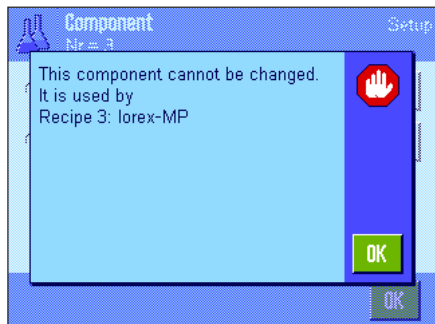 Component
Setup
Nr = 3
This component cannot be changed.
It is used by
Recipe 3: lorex-MP
OK
OK